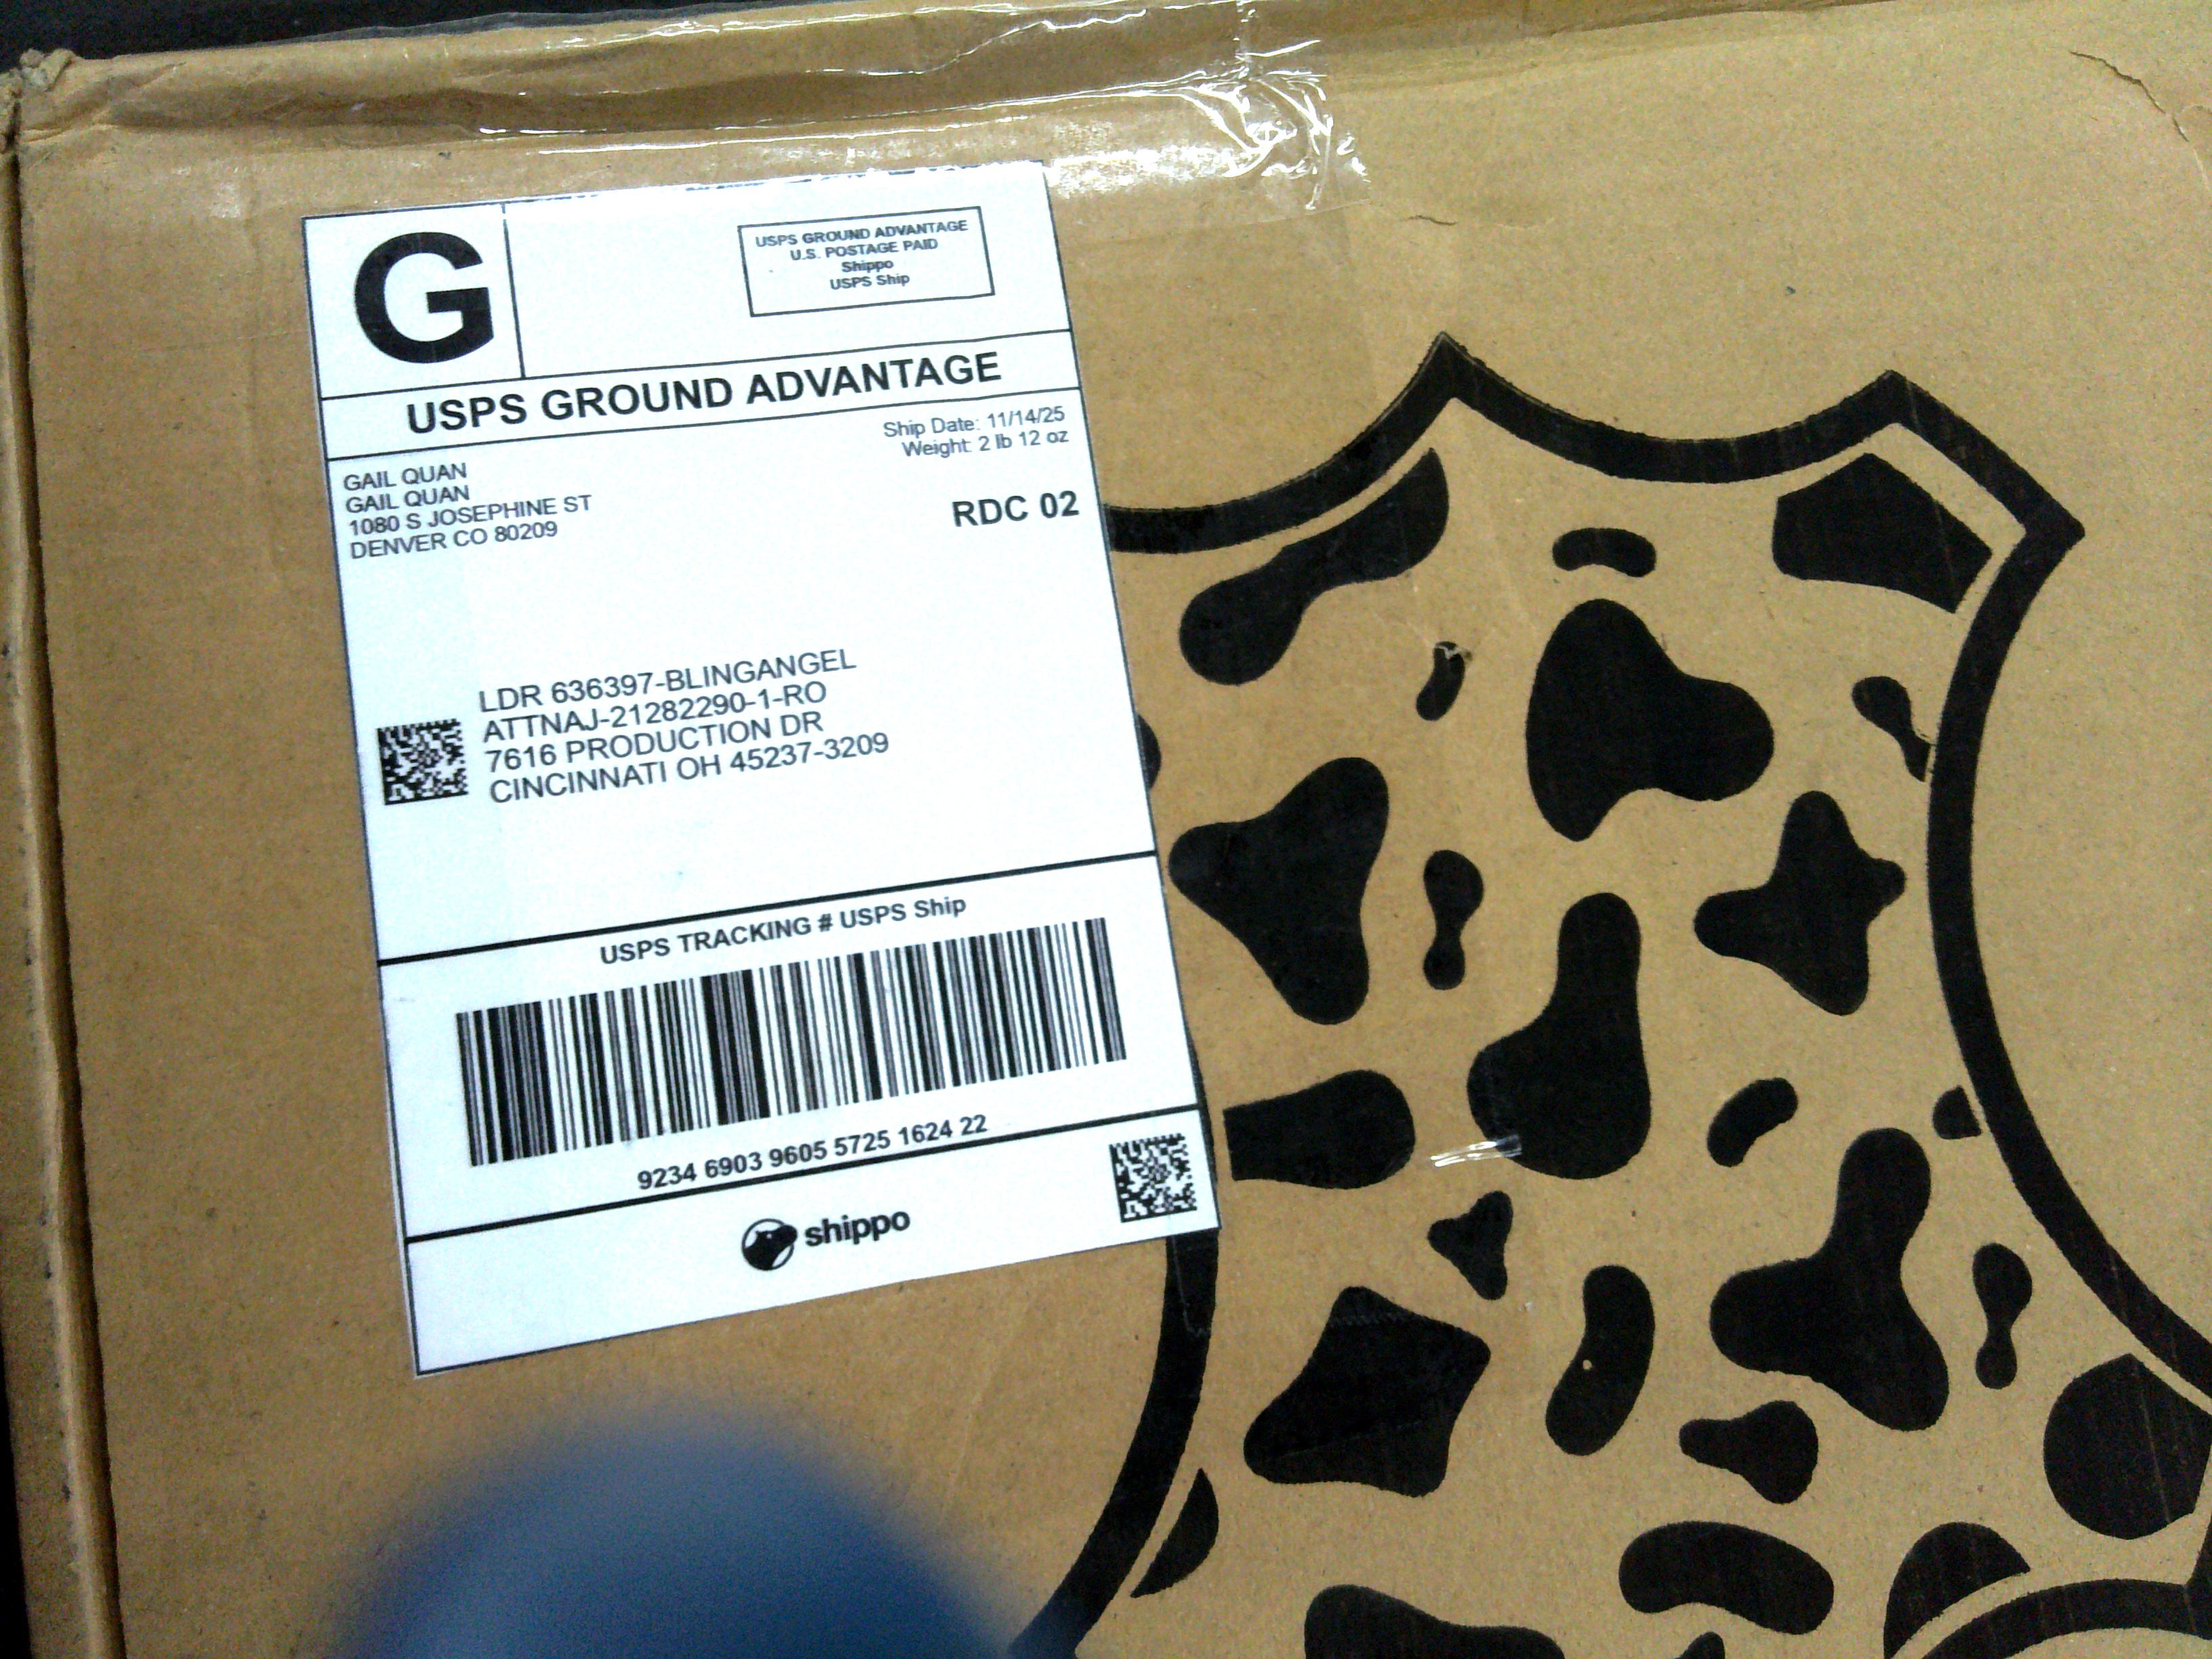 G
USPS GROUND ADVANTAGE
U.S. POSTAGE PAID
Shippo
USPS Ship
USPS GROUND ADVANTAGE
Ship Date: 11/14/25
Weight: 2 lb 12 oz
GAIL QUAN
GAIL QUAN
1080 S JOSEPHINE ST
DENVER CO 80209
RDC 02
LDR 636397-BLINGANGEL
ATTNAJ-21282290-1-RO
7616 PRODUCTION DR
CINCINNATI OH 45237-3209
USPS TRACKING # USPS Ship
9234 6903 9605 5725 1624 22
shippo